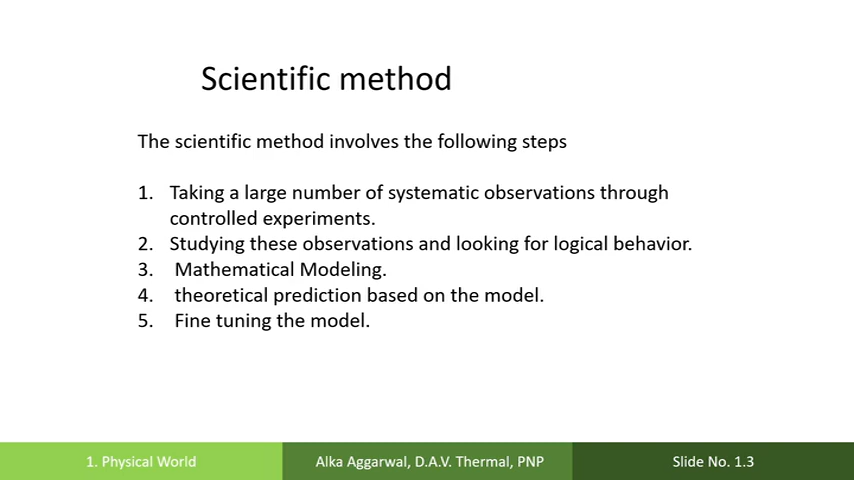 Scientific method
The scientific method involves the following steps
1. Taking a large number of systematic observations through
controlled experiments.
2. Studying these observations and looking for logical behavior.
3. Mathematical Modeling.
4. theoretical prediction based on the model.
5. Fine tuning the model.
1. Physical World
Alka Aggarwal, D.A.V. Thermal, PNP
Slide No. 1.3